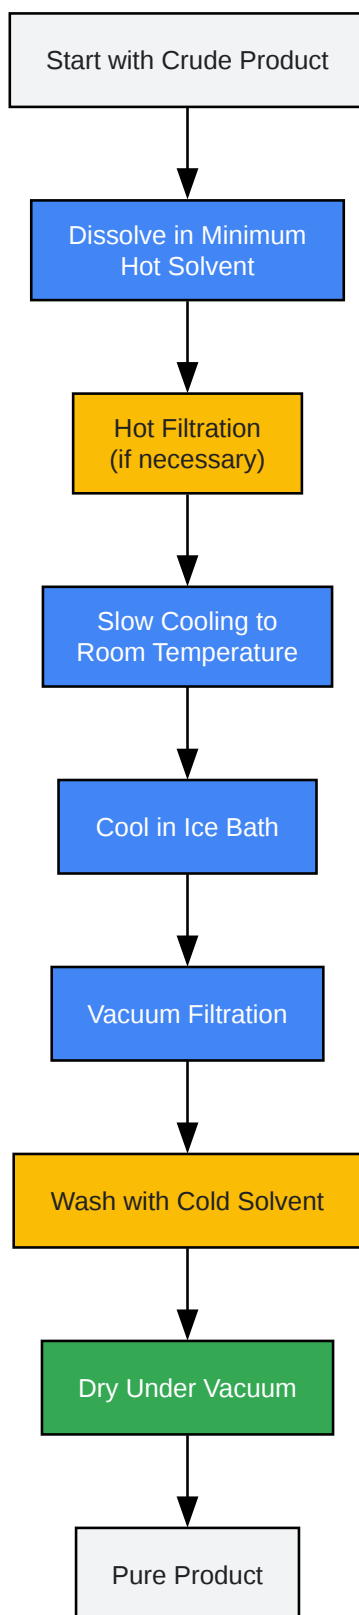 Start with Crude Product
Dissolve in Minimum
Hot Solvent
Hot Filtration
(if necessary)
Slow Cooling to
Room Temperature
Cool in Ice Bath
Vacuum Filtration
Wash with Cold Solvent
Dry Under Vacuum
Pure Product